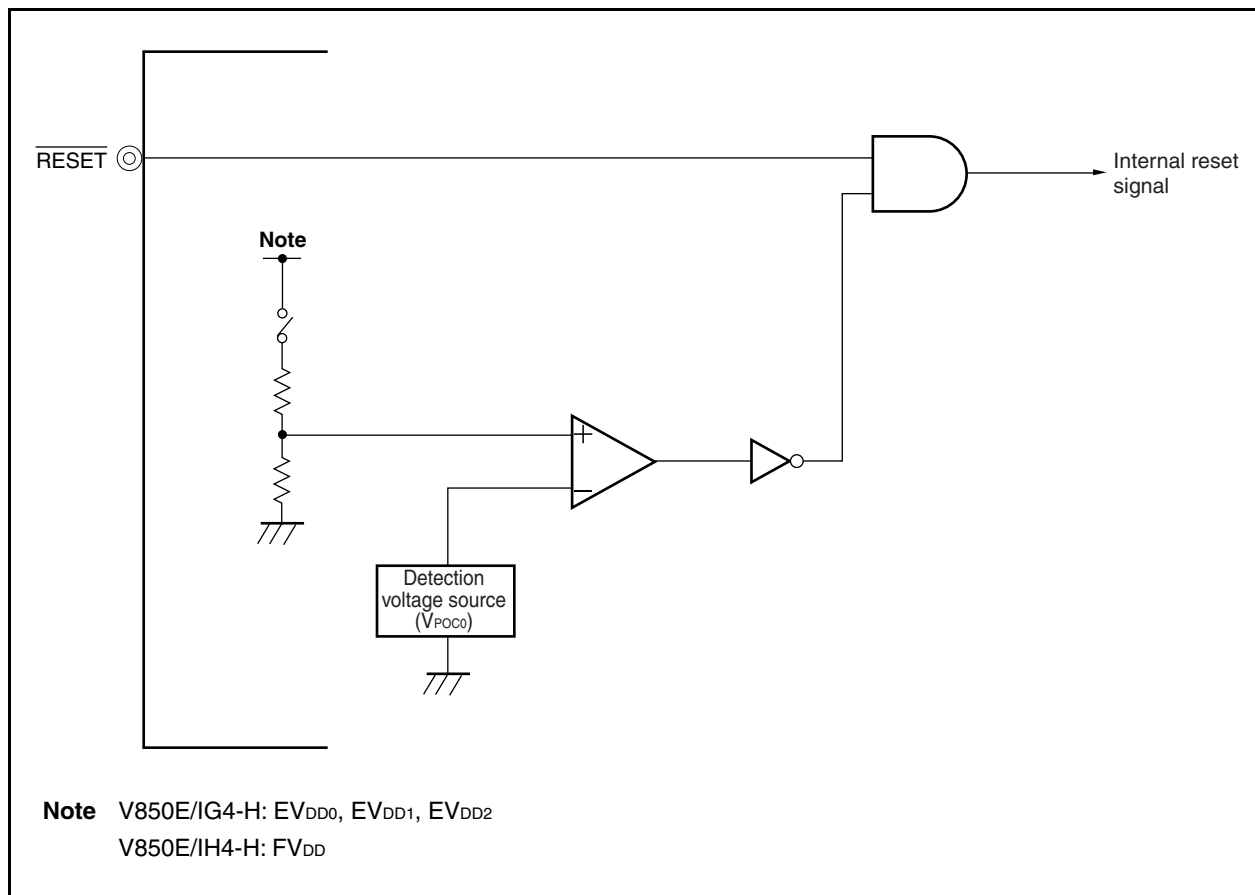 RESET
Internal reset
signal
Note
+
−
Detection
voltage source
(VPOC0)
Note V850E/IG4-H: EVDD0, EVDD1, EVDD2
V850E/IH4-H: FVDD